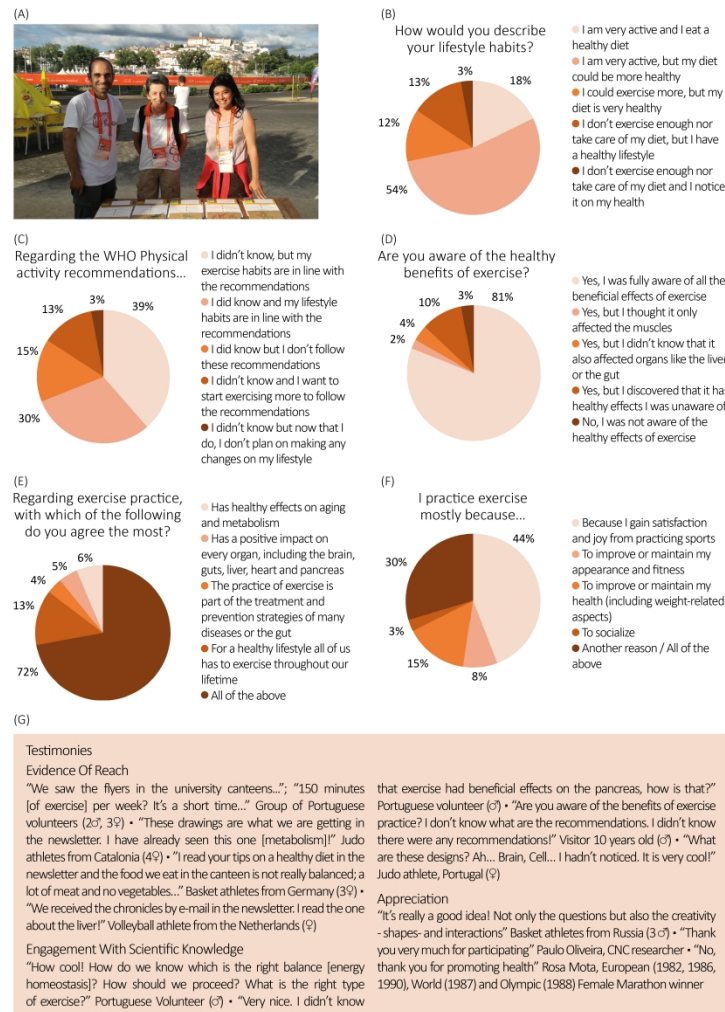 (A)
(B)
How would you describe
your lifestyle habits?
3%
18%
13%
12%
54%
I am very active and I eat a
healthy diet
I am very active, but my diet
could be more healthy
I could exercise more, but my
diet is very healthy
I don't exercise enough nor
take care of my diet, but I have
a healthy lifestyle
I don't exercise enough nor
take care of my diet and I notice
it on my health
(C)
Regarding the WHO Physical
activity recommendations...
3%
39%
13%
15%
30%
I didn't know, but my
exercise habits are in line with
the recommendations
I did know and my lifestyle
habits are in line with the
recommendations
I did know but I don't follow
these recommendations
I didn't know and I want to
start exercising more to follow
the recommendations
I didn't know but now that I
do, I don't plan on making any
changes on my lifestyle
(D)
Are you aware of the healthy
benefits of exercise?
3%
81%
10%
4%
2%
Yes, I was fully aware of all the
beneficial effects of exercise
Yes, but I thought it only
affected the muscles
Yes, but I didn't know that it
also affected organs like the liver
or the gut
Yes, but I discovered that it has
healthy effects I was unaware of
No, I was not aware of the
healthy effects of exercise
(E)
Regarding exercise practice,
with which of the following
do you agree the most?
6%
5%
4%
13%
72%
Has healthy effects on aging
and metabolism
Has a positive impact on
every organ, including the brain,
guts, liver, heart and pancreas
The practice of exercise is
part of the treatment and
prevention strategies of many
diseases or the gut
For a healthy lifestyle all of us
has to exercise throughout our
lifetime
All of the above
(F)
I practice exercise
mostly because...
44%
30%
3%
15%
8%
Because I gain satisfaction
and joy from practicing sports
To improve or maintain my
appearance and fitness
To improve or maintain my
health (including weight-related
aspects)
To socialize
Another reason / All of the
above
(G)
Testimonies
Evidence Of Reach
"We saw the flyers in the university canteens..."; "150 minutes
[of exercise] per week? It's a short time..." Group of Portuguese
volunteers (2♂, 3♀) • "These drawings are what we are getting in
the newsletter. I have already seen this one [metabolism]!" Judo
athletes from Catalonia (4♀) • "I read your tips on a healthy diet in the
newsletter and the food we eat in the canteen is not really balanced; a
lot of meat and no vegetables..." Basket athletes from Germany (3♀) •
"We received the chronicles by e-mail in the newsletter. I read the one
about the liver!" Volleyball athlete from the Netherlands (♀)
Engagement With Scientific Knowledge
"How cool! How do we know which is the right balance [energy
homeostasis]? How should we proceed? What is the right type
of exercise?" Portuguese Volunteer (♂) • "Very nice. I didn't know
that exercise had beneficial effects on the pancreas, how is that?"
Portuguese volunteer (♂) • "Are you aware of the benefits of exercise
practice? I don't know what are the recommendations. I didn't know
there were any recommendations!" Visitor 10 years old (♂) • "What
are these designs? Ah... Brain, Cell... I hadn't noticed. It is very cool!"
Judo athlete, Portugal (♀)
Appreciation
"It's really a good idea! Not only the questions but also the creativity
- shapes- and interactions" Basket athletes from Russia (3 ♂) • "Thank
you very much for participating" Paulo Oliveira, CNC researcher • "No,
thank you for promoting health" Rosa Mota, European (1982, 1986,
1990), World (1987) and Olympic (1988) Female Marathon winner